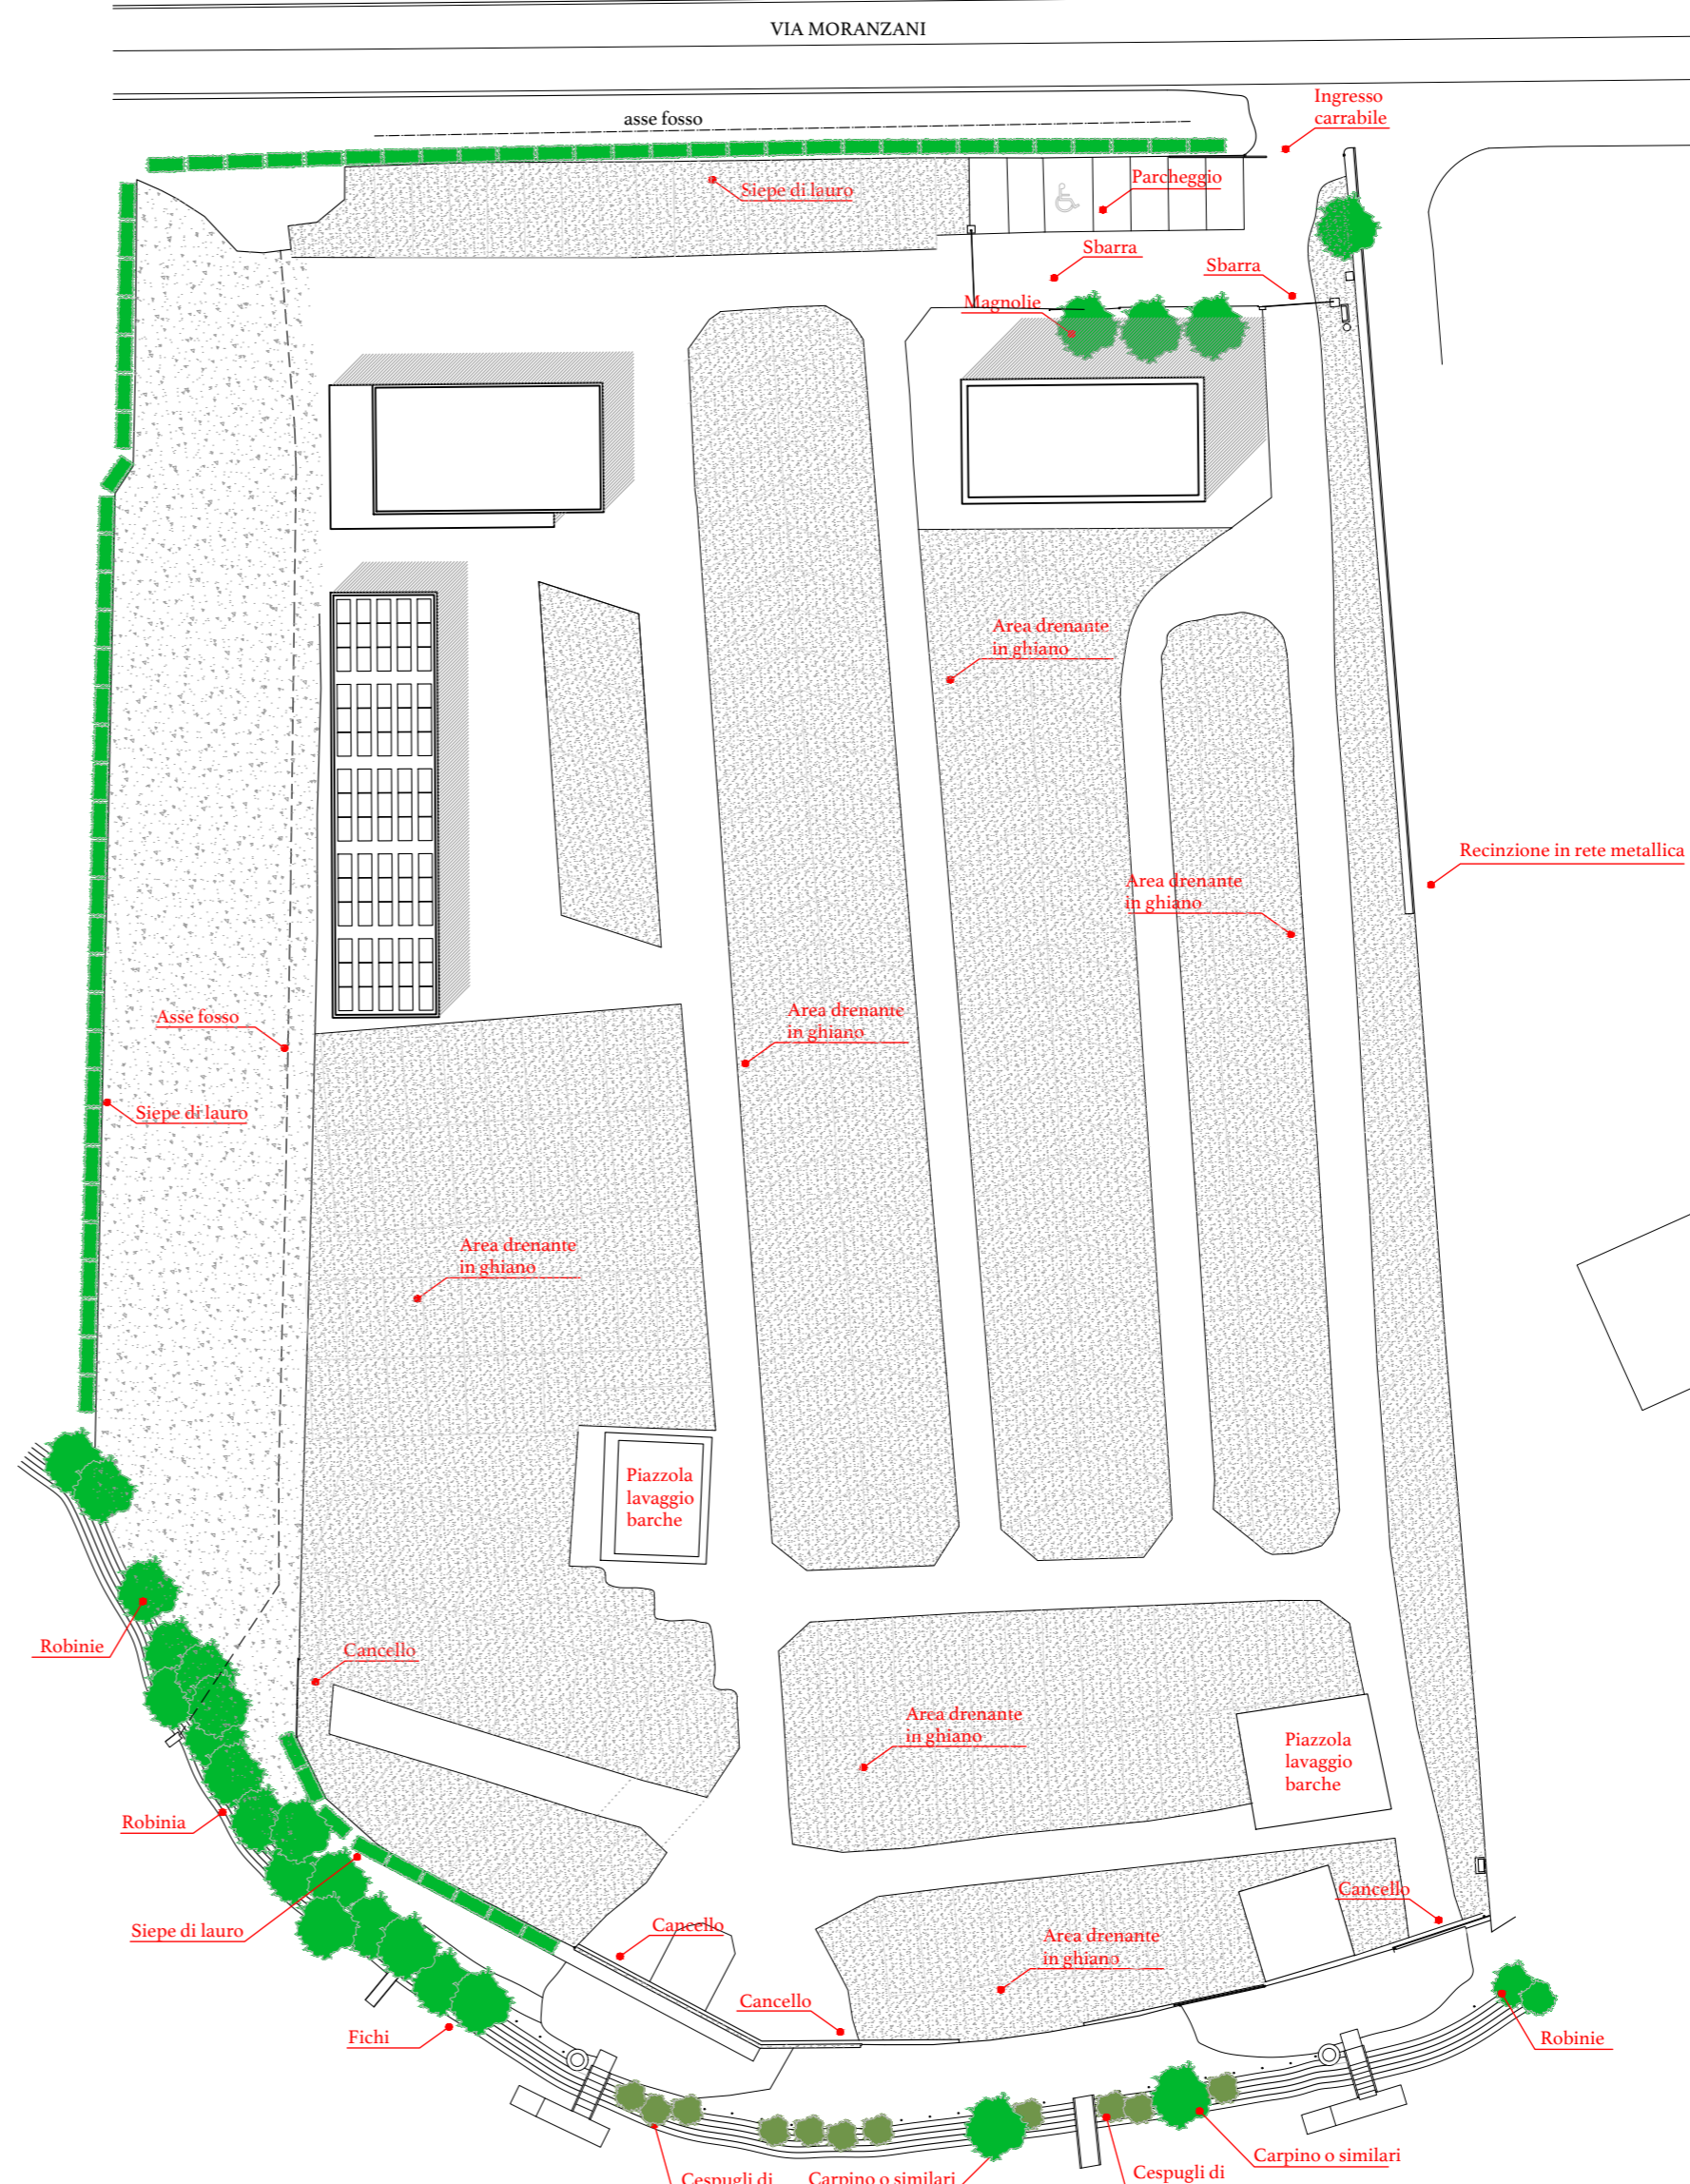 VIA MORANZANI
Ingresso
carrabile
asse fosso
Parcheggio
Siepe di lauro
Sbarra
Sbarra
Magnolie
Area drenante
in ghiano
Recinzione in rete metallica
Area drenante
in ghiano
Area drenante
in ghiano
Asse fosso
Siepe di lauro
Area drenante
in ghiano
Piazzola
lavaggio
barche
Robinie
Cancello
Area drenante
in ghiano
Piazzola
lavaggio
barche
Robinia
Cancello
Siepe di lauro
Cancello
Area drenante
in ghiano
Cancello
Fichi
Robinie
Carpino o similari
Cespugli di
Carpino o similari
Cespugli di